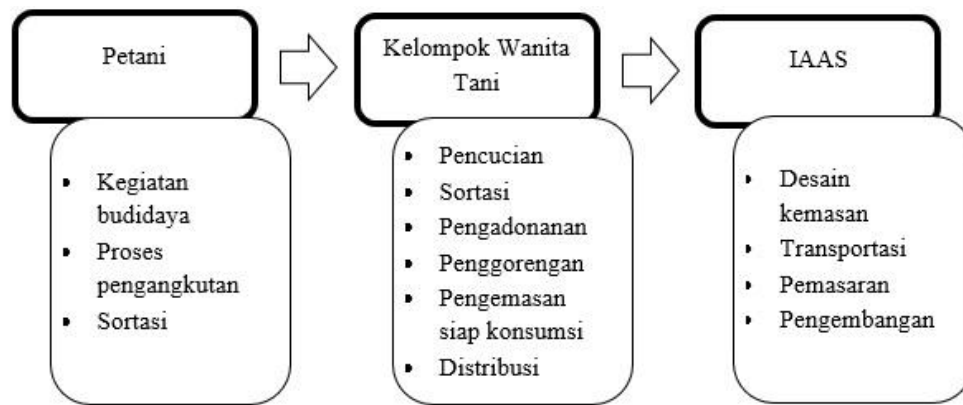 Petani
• Kegiatan
budidaya
• Proses
pengangkutan
• Sortasi
Kelompok Wanita
Tani
• Pencucian
• Sortasi
• Pengadonanan
• Penggorengan
• Pengemasan
siap konsumsi
• Distribusi
IAAS
• Desain
kemasan
• Transportasi
• Pemasaran
• Pengembangan